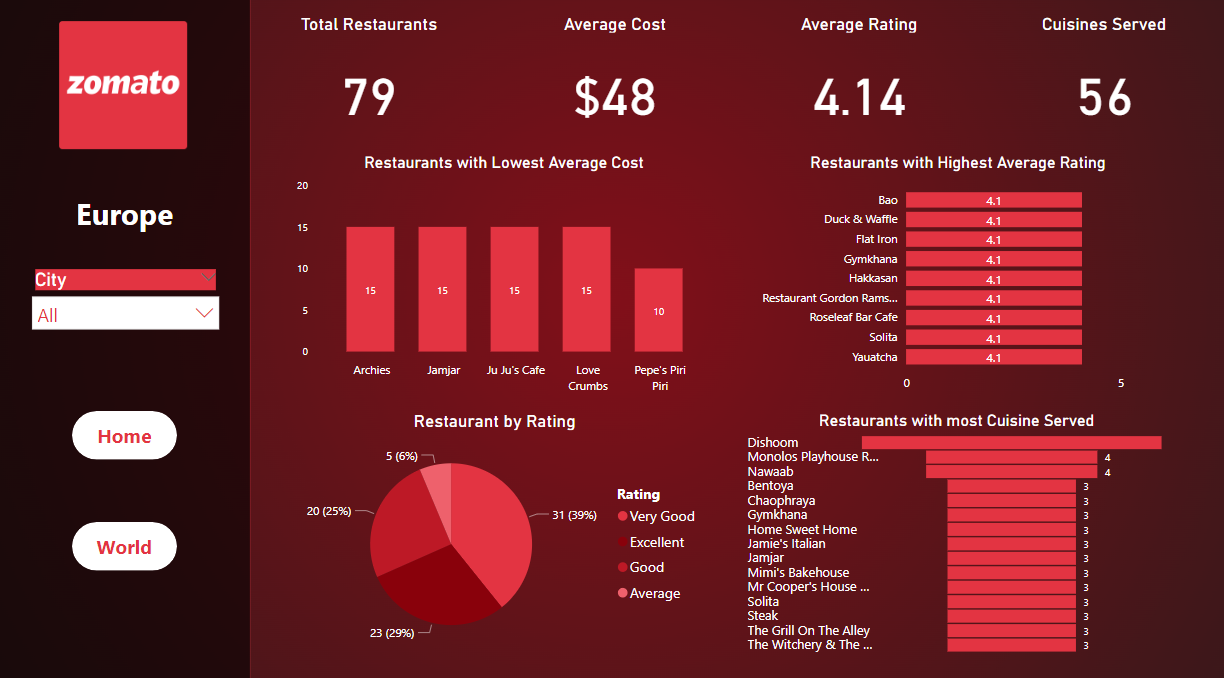 zomato
Europe
City
All
Home
World
Total Restaurants
79
Average Cost
$48
Average Rating
4.14
Cuisines Served
56
Restaurants with Lowest Average Cost
20
15
10
5
0
15
15
15
15
10
Archies
Jamjar
Ju Ju's Cafe
Love
Crumbs
Pepe's Piri
Piri
Restaurants with Highest Average Rating
Bao 4.1
Duck & Waffle 4.1
Flat Iron 4.1
Gymkhana 4.1
Hakkasan 4.1
Restaurant Gordon Rams... 4.1
Roseleaf Bar Cafe 4.1
Solita 4.1
Yauatcha 4.1
0 5
Restaurant by Rating
5 (6%)
20 (25%)
31 (39%)
23 (29%)
Rating
Very Good
Excellent
Good
Average
Restaurants with most Cuisine Served
Dishoom
Monolos Playhouse R... 4
Nawaab 4
Bentoya 3
Chaophraya 3
Gymkhana 3
Home Sweet Home 3
Jamie's Italian 3
Jamjar 3
Mimi's Bakehouse 3
Mr Cooper's House ... 3
Solita 3
Steak 3
The Grill On The Alley 3
The Witchery & The ... 3